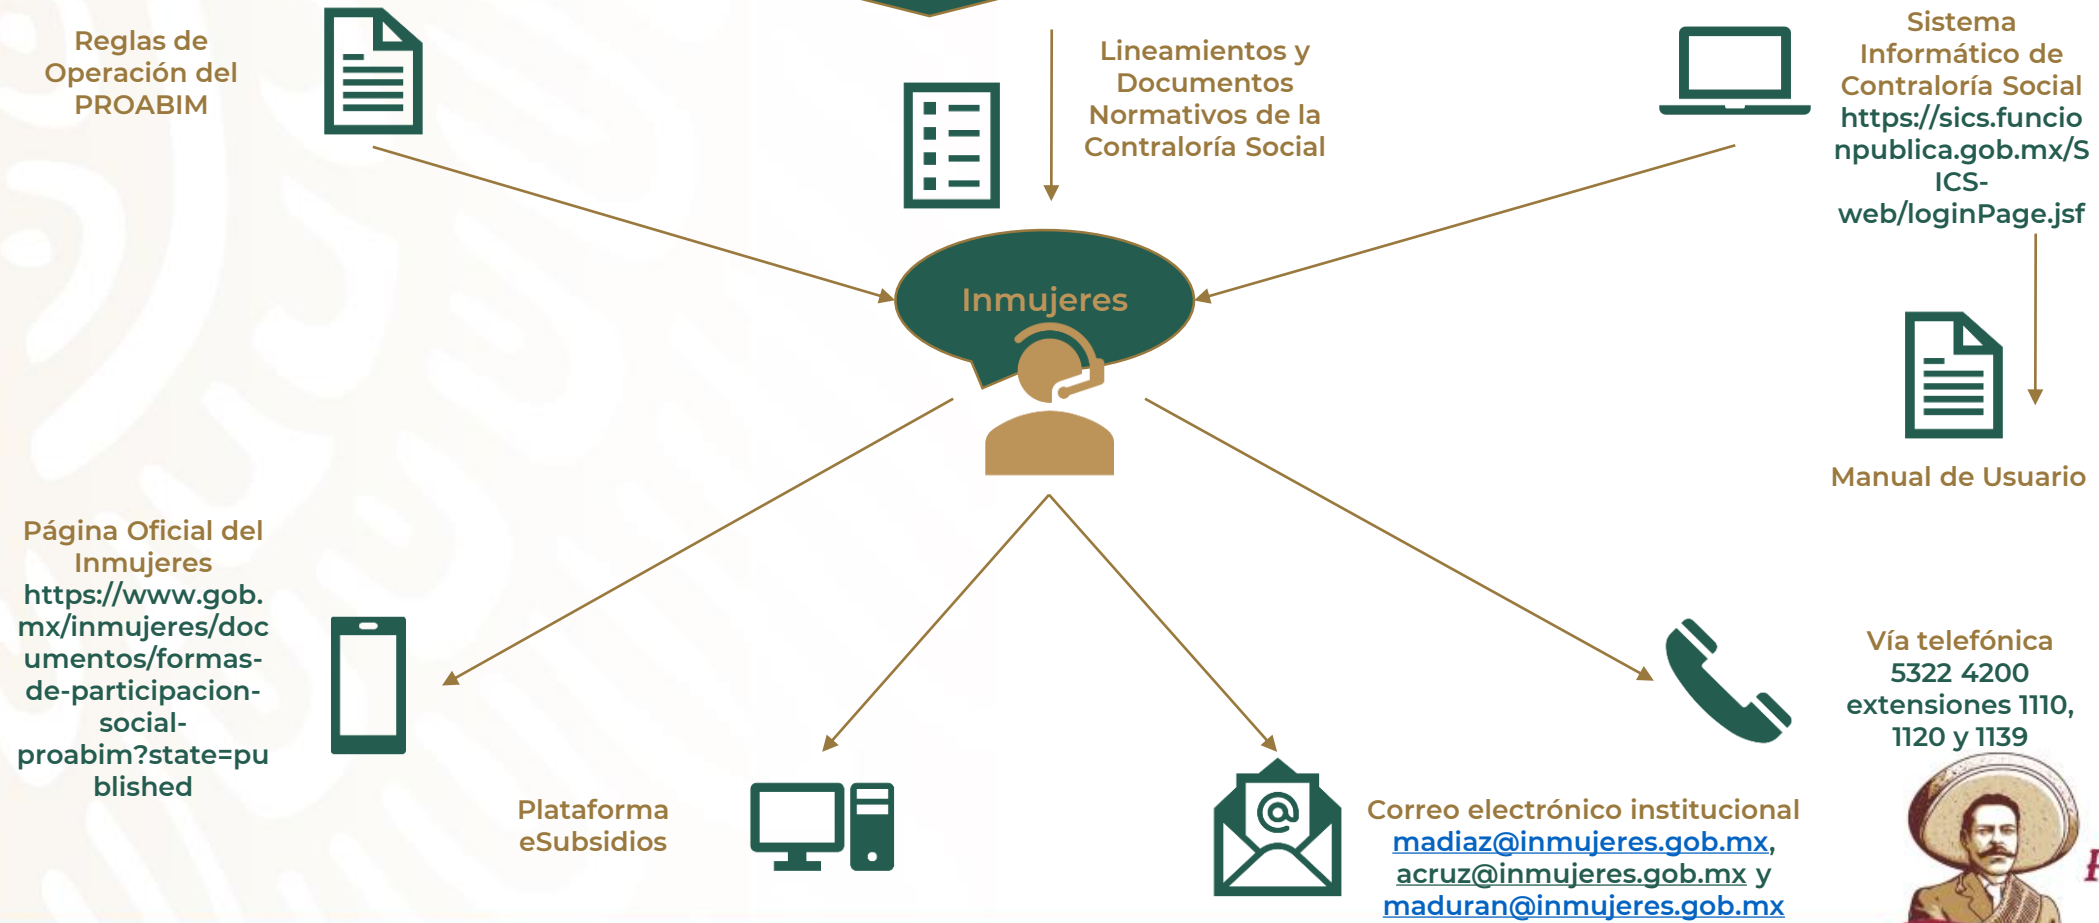 Reglas de
Operación del
PROABIM
Lineamientos y
Documentos
Normativos de la
Contraloría Social
Sistema
Informático de
Contraloría Social
https://sics.funcio
npublica.gob.mx/S
ICS-
web/loginPage.jsf
Inmujeres
Manual de Usuario
Página Oficial del
Inmujeres
https://www.gob.
mx/inmujeres/doc
umentos/formas-
de-participacion-
social-
proabim?state=pu
blished
Plataforma
eSubsidios
Correo electrónico institucional
madiaz@inmujeres.gob.mx,
acruz@inmujeres.gob.mx y
maduran@inmujeres.gob.mx
Vía telefónica
5322 4200
extensiones 1110,
1120 y 1139